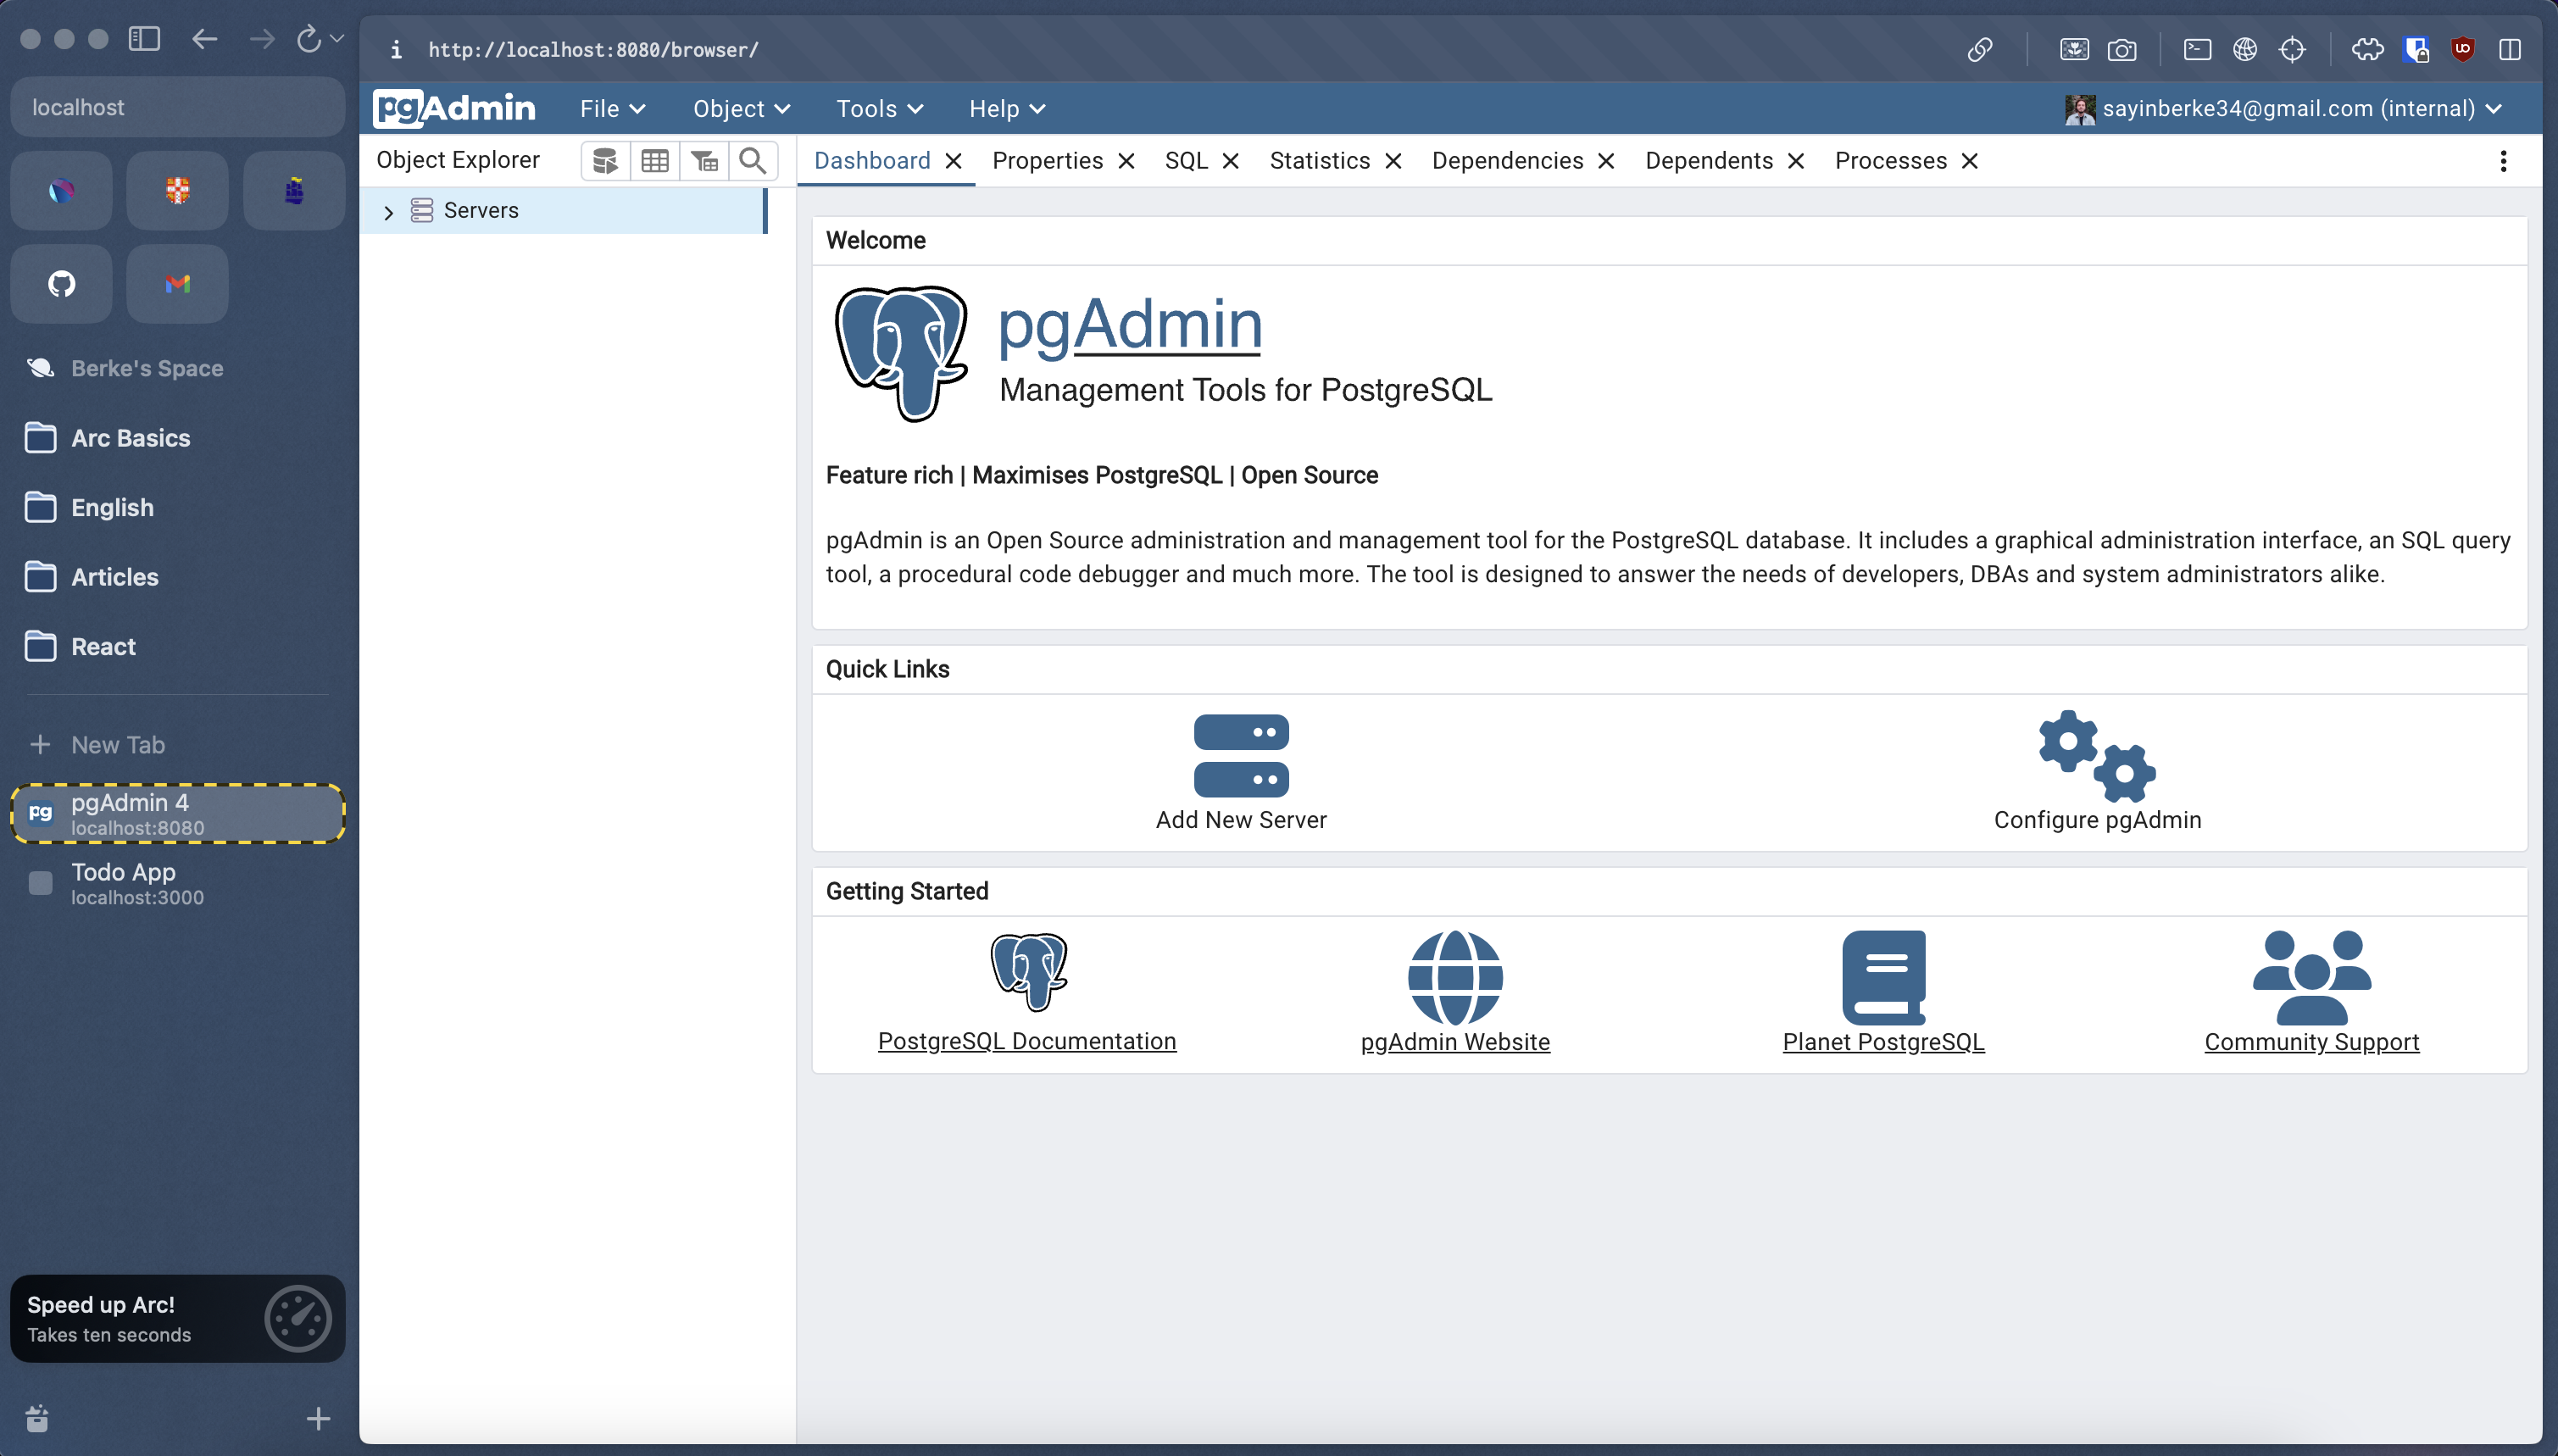 http://localhost:8080/browser/
localhost
Berke's Space
Arc Basics
English
Articles
React
New Tab
pg
pgAdmin 4
localhost:8080
Todo App
localhost:3000
Speed up Arc!
Takes ten seconds
pgAdmin File Object Tools Help sayinberke34@gmail.com (internal)
Object Explorer
Servers
Dashboard Properties SQL Statistics Dependencies Dependents Processes
Welcome
pgAdmin
Management Tools for PostgreSQL
Feature rich | Maximises PostgreSQL | Open Source
pgAdmin is an Open Source administration and management tool for the PostgreSQL database. It includes a graphical administration interface, an SQL query
tool, a procedural code debugger and much more. The tool is designed to answer the needs of developers, DBAs and system administrators alike.
Quick Links
Add New Server Configure pgAdmin
Getting Started
PostgreSQL Documentation pgAdmin Website Planet PostgreSQL Community Support